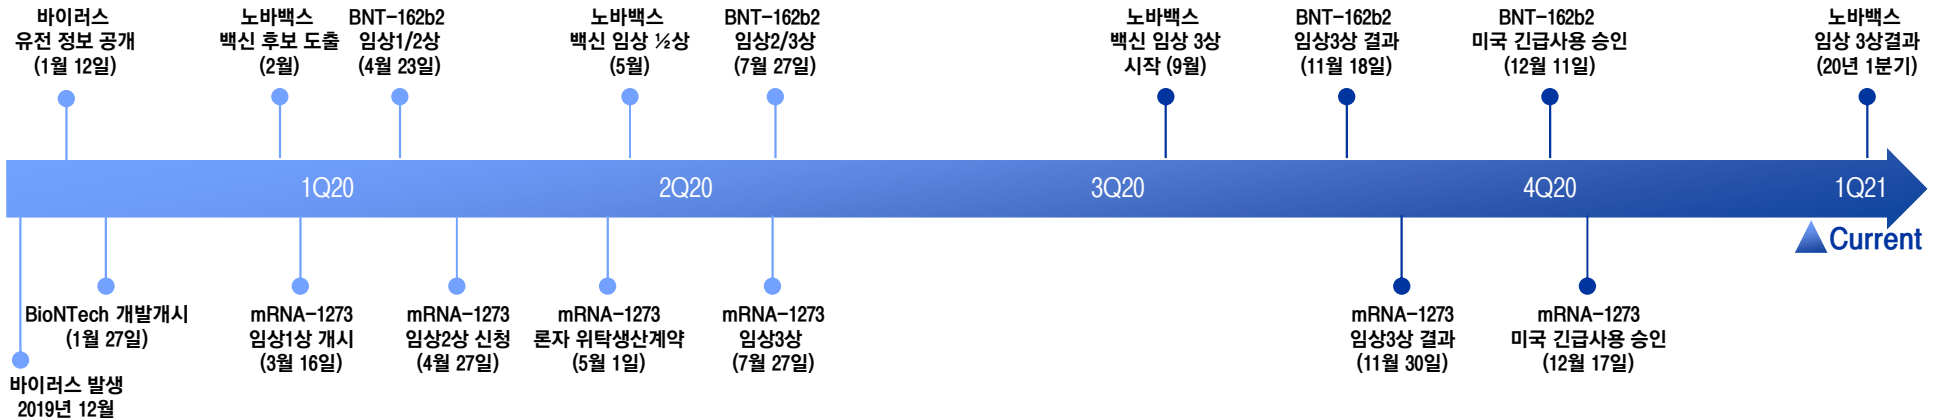 바이러스
유전 정보 공개
(1월 12일)
노바백스
백신 후보 도출
(2월)
BNT-162b2
임상1/2상
(4월 23일)
노바백스
백신 임상 ½상
(5월)
BNT-162b2
임상2/3상
(7월 27일)
노바백스
백신 임상 3상
시작 (9월)
BNT-162b2
임상3상 결과
(11월 18일)
BNT-162b2
미국 긴급사용 승인
(12월 11일)
노바백스
임상 3상결과
(20년 1분기)
1Q20
2Q20
3Q20
4Q20
1Q21
Current
BioNTech 개발개시
(1월 27일)
mRNA-1273
임상1상 개시
(3월 16일)
mRNA-1273
임상2상 신청
(4월 27일)
mRNA-1273
론자 위탁생산계약
(5월 1일)
mRNA-1273
임상3상
(7월 27일)
mRNA-1273
임상3상 결과
(11월 30일)
mRNA-1273
미국 긴급사용 승인
(12월 17일)
바이러스 발생
2019년 12월